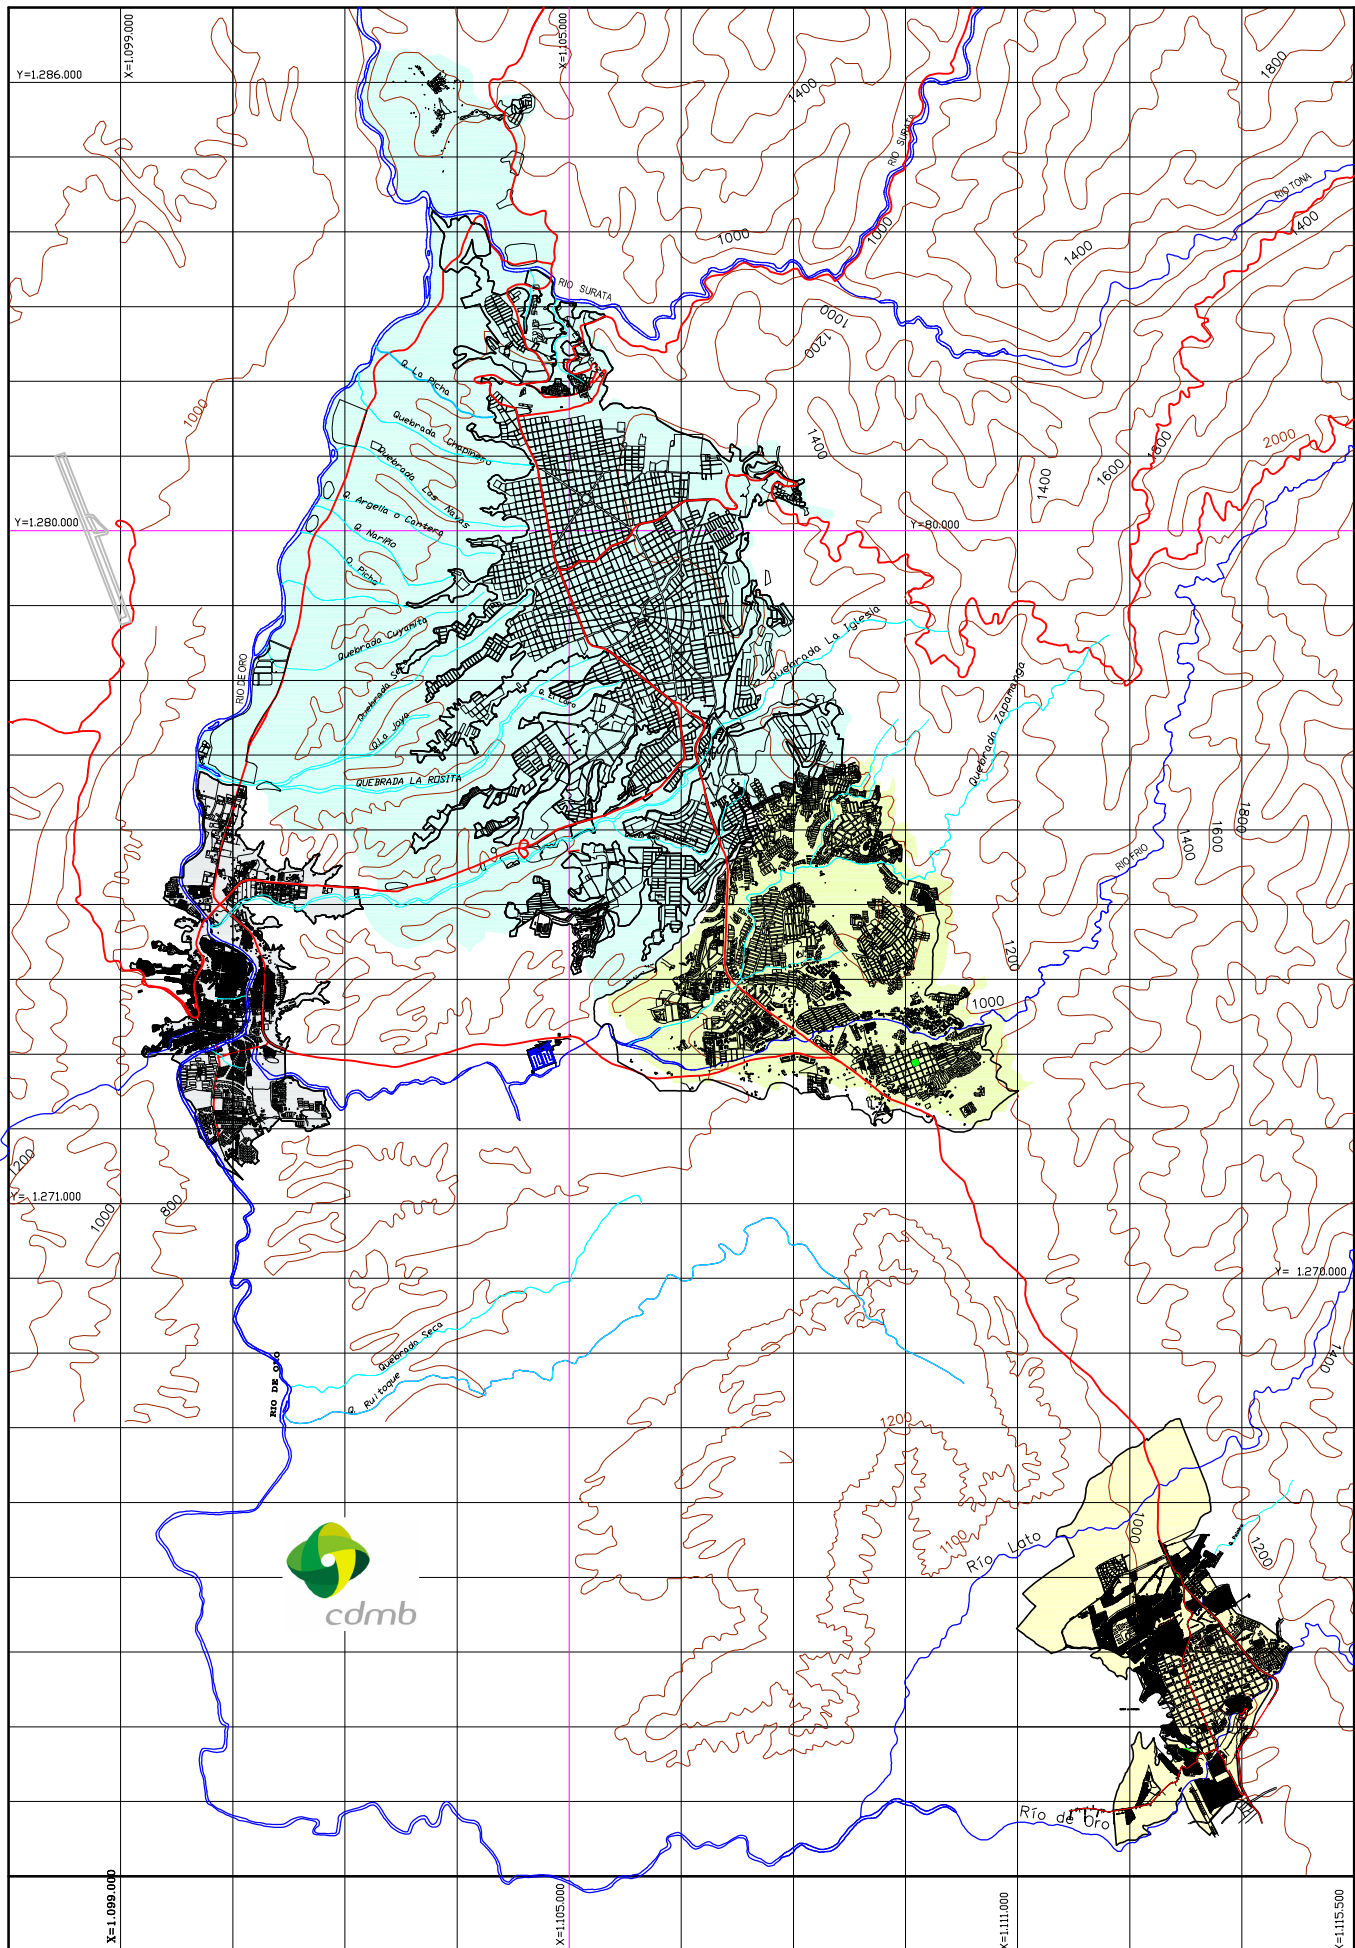 X=1.099.000
X=1.105.000
Y=1.286.000
1800
1400
RIO SURATA
RIO TONA
1000
1000
1400
1400
RIO SURATA
1000
1200
Q. La Picha
1000
Quebrada Chapinero
1400
1800
2000
Quebrada Las Navas
1600
1400
Q. Argelia o Cantera
Y=1.280.000
Y=80.000
Q. Nariño
Q. Picha
Quebrada La Iglesia
Quebrada Cuyamita
RIO DE ORO
Quebrada Seca
Quebrada Zapamanga
Q. Loro
Q La Joya
QUEBRADA LA ROSITA
1800
1600
1400
RIO FRIO
1200
1000
1200
Y= 1.271.000
1000
800
Y= 1.270.000
Quebrada Seca
1400
RIO DE ORO
Q. Ruitoque
1200
1000
1100
Río Lato
1200
cdmb
Río de Oro
X=1.099.000
X=1.105.000
X=1.111.000
X=1.115.500